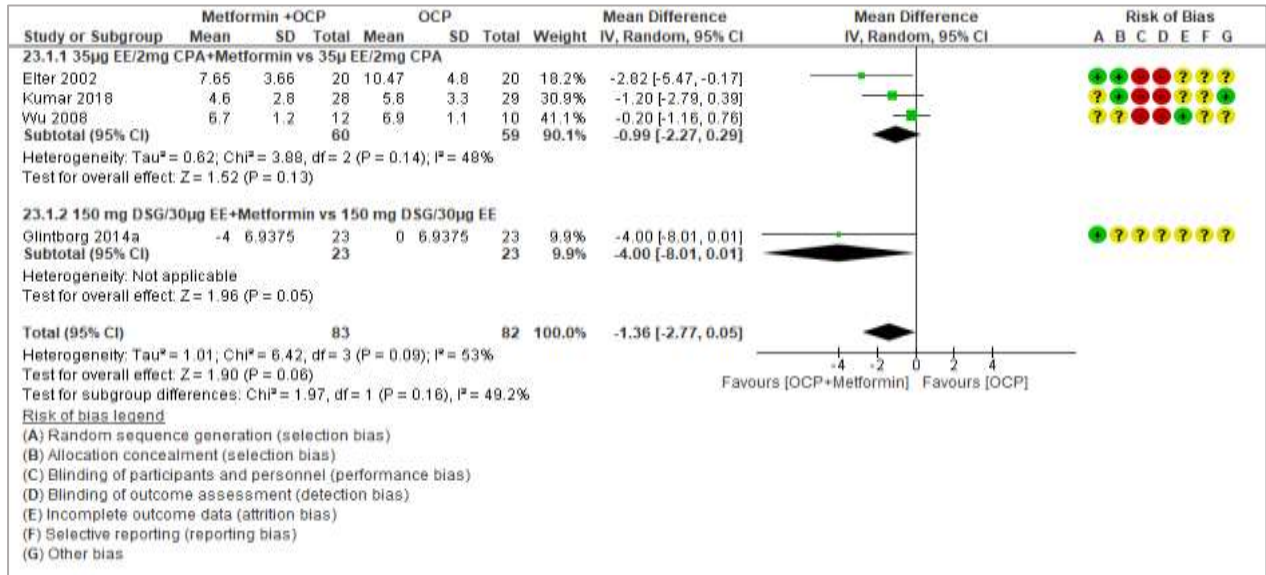 Metformin +OCP OCP Mean Difference Mean Difference Risk of Bias
Study or Subgroup Mean SD Total Mean SD Total Weight IV, Random, 95% CI IV, Random, 95% CI A B C D E F G
23.1.1 35µg EE/2mg CPA+Metformin vs 35µ EE/2mg CPA
Elter 2002 7.65 3.66 20 10.47 4.8 20 18.2% -2.82 [-5.47, -0.17] + + - - ? ? ?
Kumar 2018 4.6 2.8 28 5.8 3.3 29 30.9% -1.20 [-2.79, 0.39] ? + - - ? ? +
Wu 2008 6.7 1.2 12 6.9 1.1 10 41.1% -0.20 [-1.16, 0.76] ? ? - - + ? ?
Subtotal (95% CI) 60 59 90.1% -0.99 [-2.27, 0.29]
Heterogeneity: Tau² = 0.62; Chi² = 3.88, df = 2 (P = 0.14); I² = 48%
Test for overall effect: Z = 1.52 (P = 0.13)
23.1.2 150 mg DSG/30µg EE+Metformin vs 150 mg DSG/30µg EE
Glintborg 2014a -4 6.9375 23 0 6.9375 23 9.9% -4.00 [-8.01, 0.01] + ? ? ? ? ? ?
Subtotal (95% CI) 23 23 9.9% -4.00 [-8.01, 0.01]
Heterogeneity: Not applicable
Test for overall effect: Z = 1.96 (P = 0.05)
Total (95% CI) 83 82 100.0% -1.36 [-2.77, 0.05]
Heterogeneity: Tau² = 1.01; Chi² = 6.42, df = 3 (P = 0.09); I² = 53%
Test for overall effect: Z = 1.90 (P = 0.06)
Test for subgroup differences: Chi² = 1.97, df = 1 (P = 0.16), I² = 49.2%
-4 -2 0 2 4
Favours [OCP+Metformin] Favours [OCP]
Risk of bias legend
(A) Random sequence generation (selection bias)
(B) Allocation concealment (selection bias)
(C) Blinding of participants and personnel (performance bias)
(D) Blinding of outcome assessment (detection bias)
(E) Incomplete outcome data (attrition bias)
(F) Selective reporting (reporting bias)
(G) Other bias